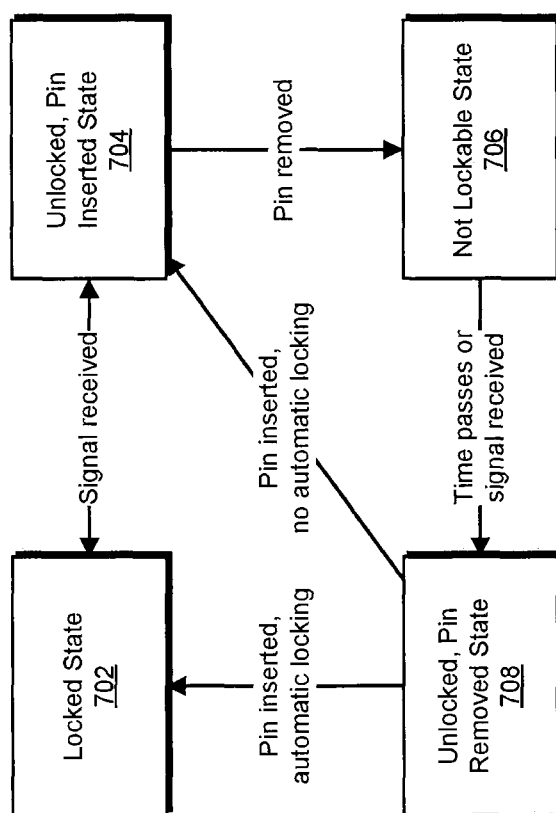 Unlocked, Pin
Removed State
708
Pin inserted,
automatic locking
Locked State
702
Time passes or
signal received
Pin inserted,
no automatic locking
Signal received
Not Lockable State
706
Pin removed
Unlocked, Pin
Inserted State
704